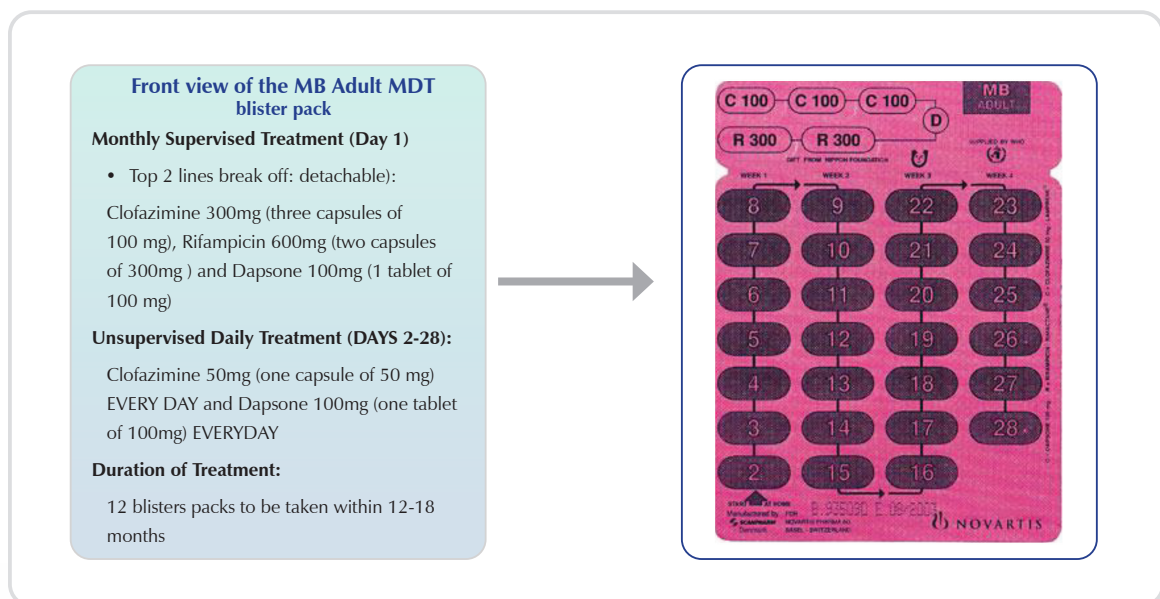 Front view of the MB Adult MDT
blister pack
Monthly Supervised Treatment (Day 1)
• Top 2 lines break off: detachable):
Clofazimine 300mg (three capsules of
100 mg), Rifampicin 600mg (two capsules
of 300mg ) and Dapsone 100mg (1 tablet of
100 mg)
Unsupervised Daily Treatment (DAYS 2-28):
Clofazimine 50mg (one capsule of 50 mg)
EVERY DAY and Dapsone 100mg (one tablet
of 100mg) EVERYDAY
Duration of Treatment:
12 blisters packs to be taken within 12-18
months
MB
ADULT
C 100 C 100 C 100
D
R 300 R 300
GIFT FROM NIPPON FOUNDATION
SUPPLIED BY WHO
WEEK 1 WEEK 2 WEEK 3 WEEK 4
8 9 22 23
7 10 21 24
6 11 20 25
5 12 19 26
4 13 18 27
3 14 17 28
2 15 16
START AT HOME
Manufactured by FOR
SCANPHARM NOVARTIS PHARMA AG
Denmark BASEL - SWITZERLAND
NOVARTIS